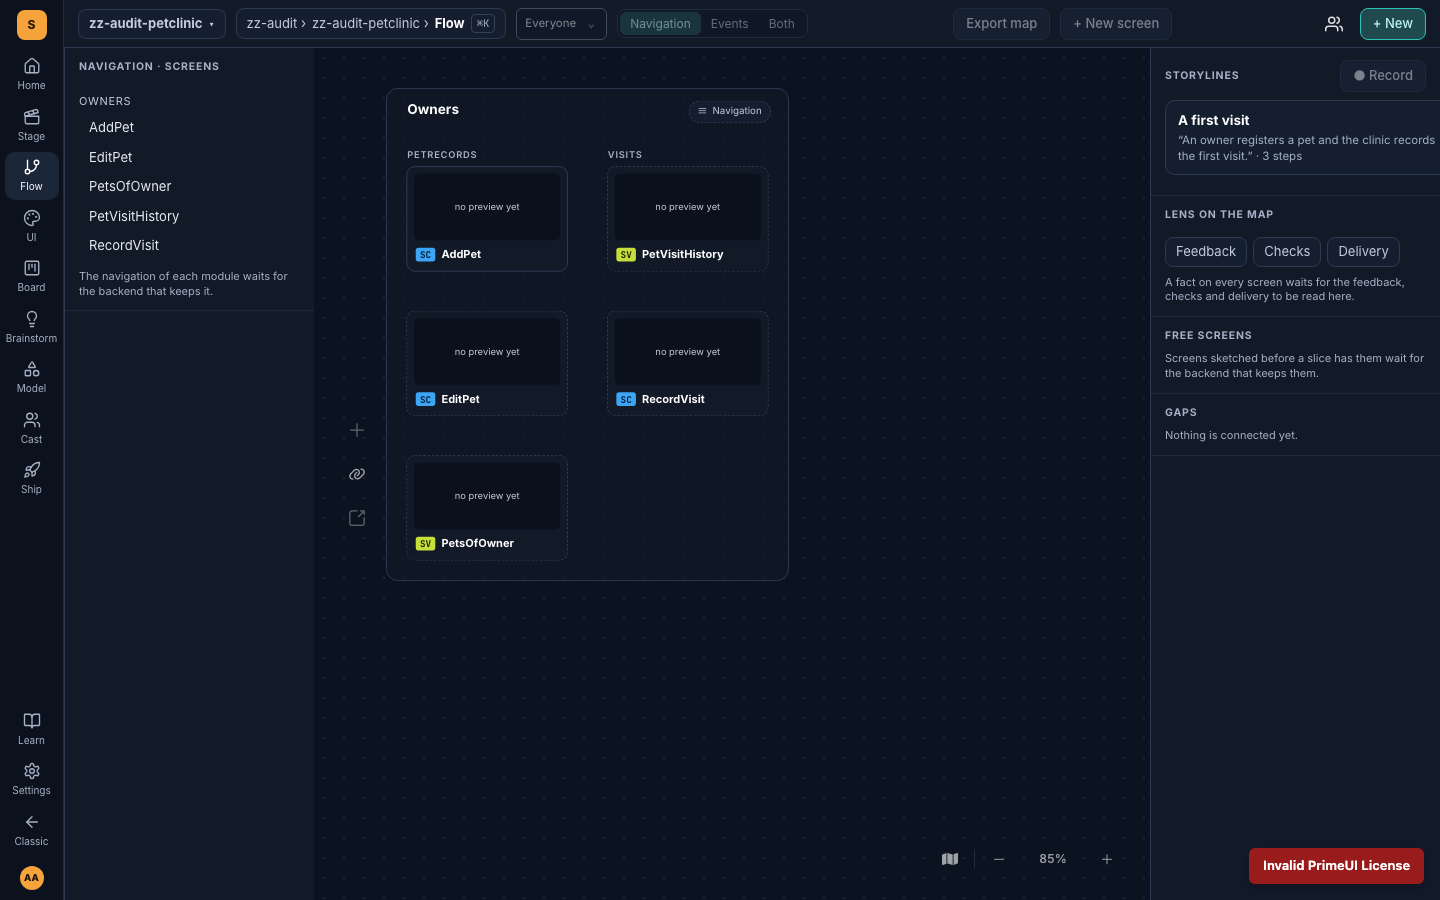 S
zz-audit-petclinic
zz-audit › zz-audit-petclinic › Flow ⌘K
Everyone
Navigation Events Both
Export map
+ New screen
+ New
Home
Stage
Flow
UI
Board
Brainstorm
Model
Cast
Ship
Learn
Settings
Classic
AA
NAVIGATION · SCREENS
OWNERS
AddPet
EditPet
PetsOfOwner
PetVisitHistory
RecordVisit
The navigation of each module waits for
the backend that keeps it.
Owners
Navigation
PETRECORDS
VISITS
no preview yet
SC AddPet
no preview yet
SV PetVisitHistory
no preview yet
SC EditPet
no preview yet
SC RecordVisit
no preview yet
SV PetsOfOwner
85%
STORYLINES
Record
A first visit
“An owner registers a pet and the clinic records
the first visit.” · 3 steps
LENS ON THE MAP
Feedback
Checks
Delivery
A fact on every screen waits for the feedback,
checks and delivery to be read here.
FREE SCREENS
Screens sketched before a slice has them wait for
the backend that keeps them.
GAPS
Nothing is connected yet.
Invalid PrimeUI License